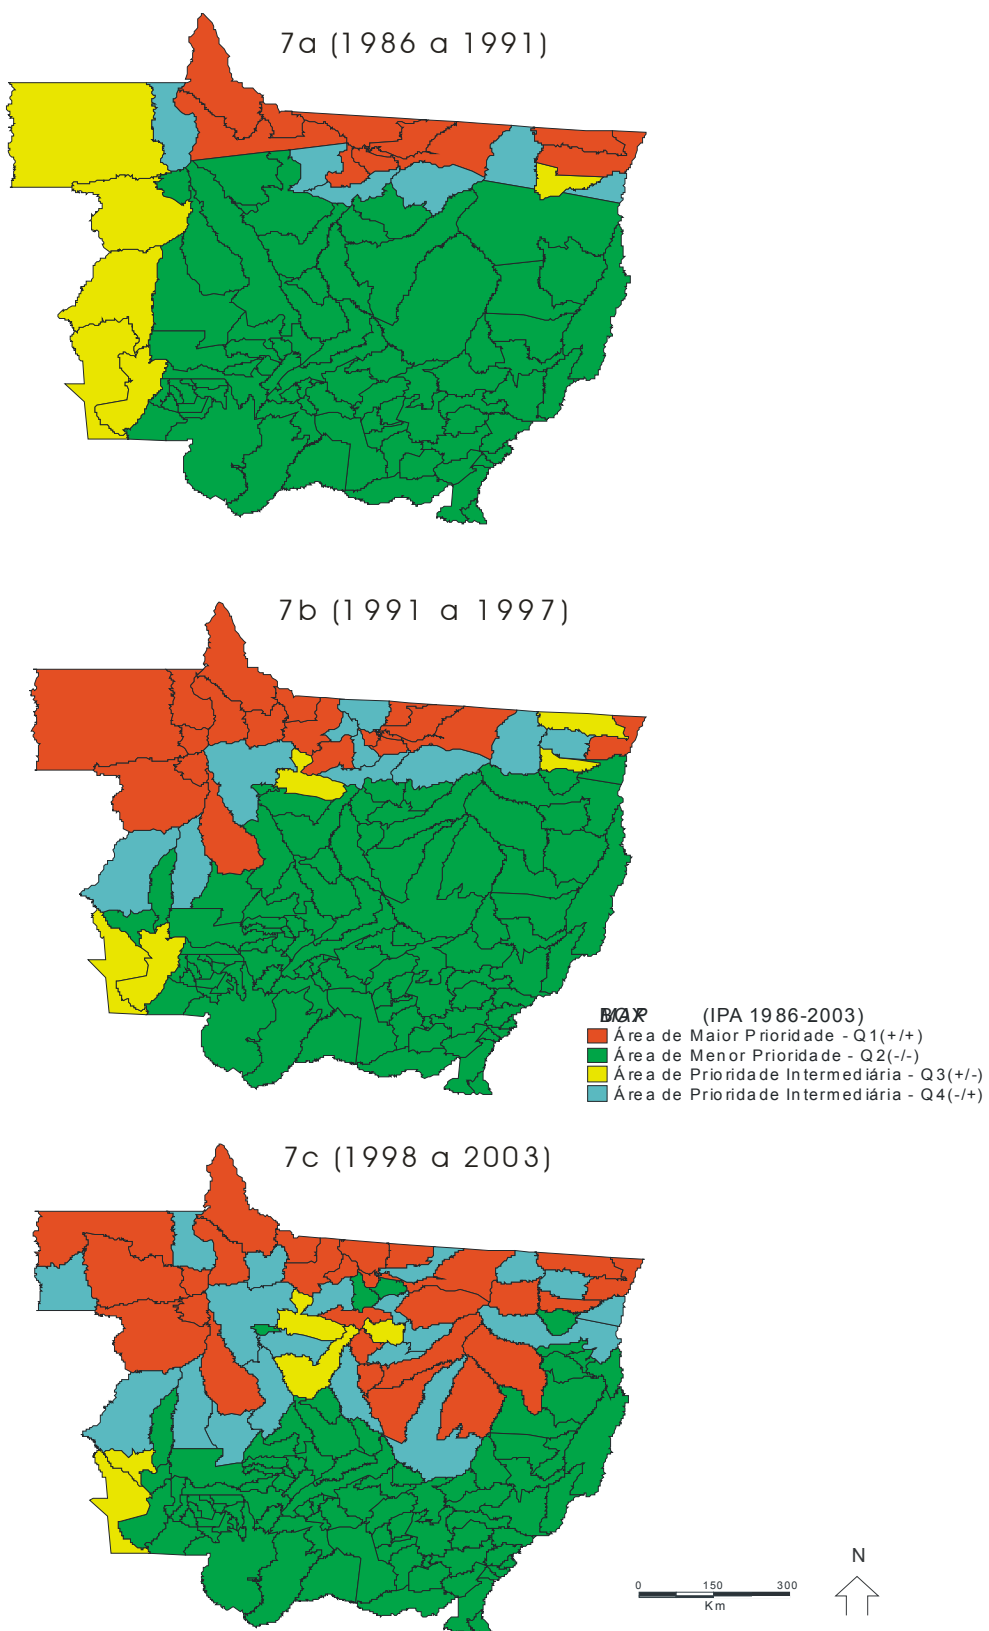 7a (1986 a 1991)
7b (1991 a 1997)
(IPA 1986-2003)
Área de Maior Prioridade - Q1(+/+)
Área de Menor Prioridade - Q2(-/-)
Área de Prioridade Intermediária - Q3(+/-)
Área de Prioridade Intermediária - Q4(-/+)
7c (1998 a 2003)
N
0 150 300
Km